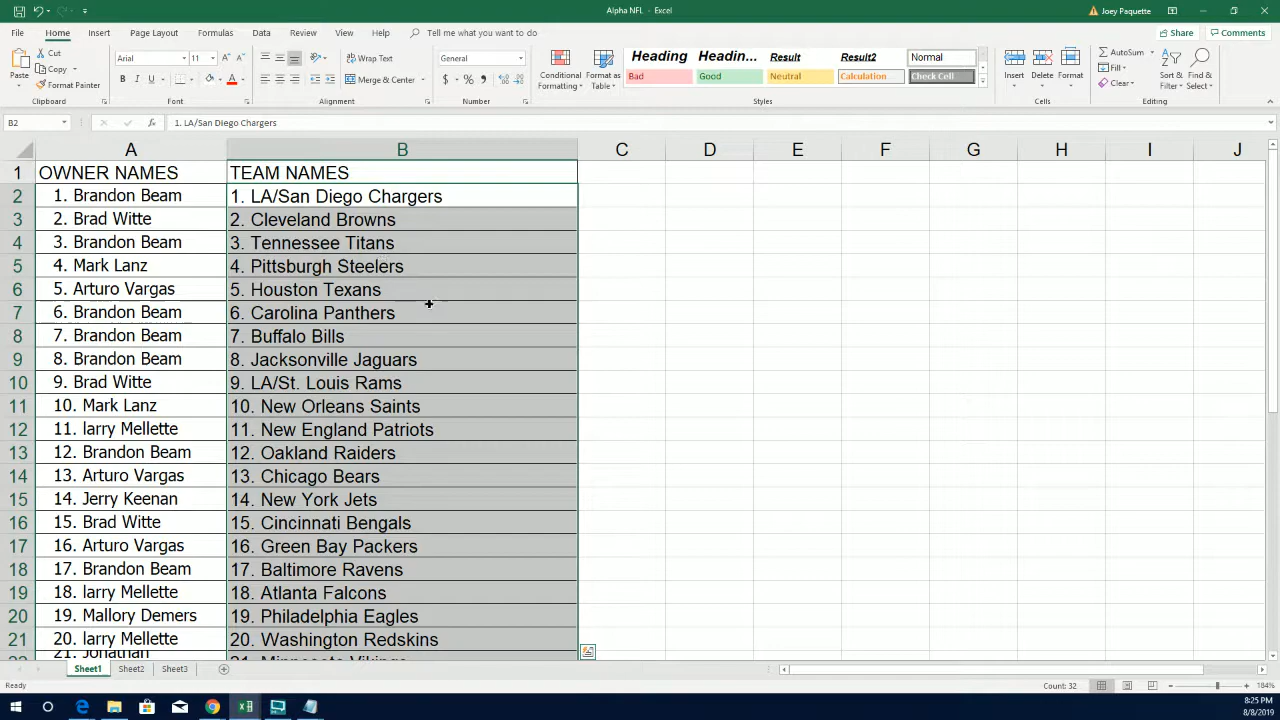 Alpha NFL - Excel
Joey Paquette
File Home Insert Page Layout Formulas Data Review View Help Tell me what you want to do
Share Comments
Paste
Cut
Copy
Format Painter
Clipboard
Arial 11
B I U
Font
Wrap Text
Merge & Center
Alignment
General
$ % ,
Number
Conditional Formatting
Format as Table
Heading Headin... Result Result2 Normal
Bad Good Neutral Calculation Check Cell
Styles
Insert Delete Format
Cells
AutoSum
Fill
Clear
Sort & Filter
Find & Select
Editing
B2 fx 1. LA/San Diego Chargers
A B C D E F G H I J
1 OWNER NAMES TEAM NAMES
2 1. Brandon Beam 1. LA/San Diego Chargers
3 2. Brad Witte 2. Cleveland Browns
4 3. Brandon Beam 3. Tennessee Titans
5 4. Mark Lanz 4. Pittsburgh Steelers
6 5. Arturo Vargas 5. Houston Texans
7 6. Brandon Beam 6. Carolina Panthers
8 7. Brandon Beam 7. Buffalo Bills
9 8. Brandon Beam 8. Jacksonville Jaguars
10 9. Brad Witte 9. LA/St. Louis Rams
11 10. Mark Lanz 10. New Orleans Saints
12 11. larry Mellette 11. New England Patriots
13 12. Brandon Beam 12. Oakland Raiders
14 13. Arturo Vargas 13. Chicago Bears
15 14. Jerry Keenan 14. New York Jets
16 15. Brad Witte 15. Cincinnati Bengals
17 16. Arturo Vargas 16. Green Bay Packers
18 17. Brandon Beam 17. Baltimore Ravens
19 18. larry Mellette 18. Atlanta Falcons
20 19. Mallory Demers 19. Philadelphia Eagles
21 20. larry Mellette 20. Washington Redskins
22 21. Jonathan 21. Minnesota Vikings
Sheet1 Sheet2 Sheet3
Ready Count: 32 184%
8:25 PM
8/8/2019